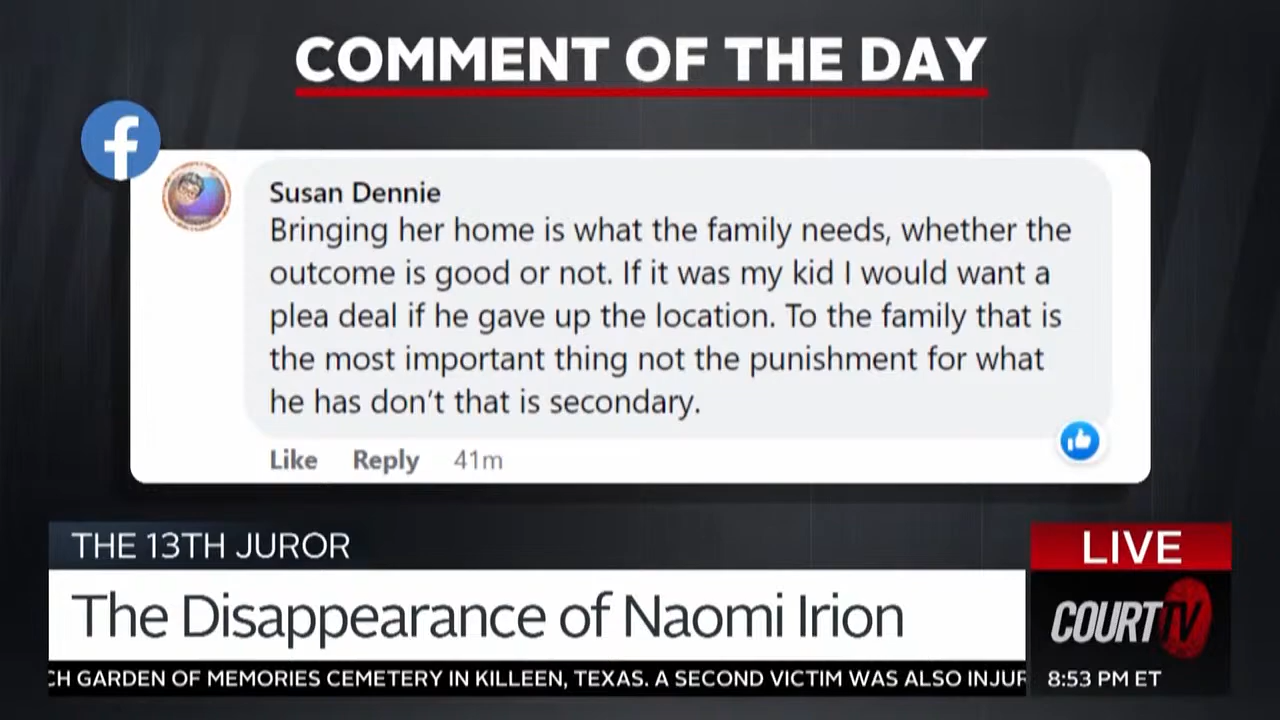 COMMENT OF THE DAY
f
Susan Dennie
Bringing her home is what the family needs, whether the
outcome is good or not. If it was my kid I would want a
plea deal if he gave up the location. To the family that is
the most important thing not the punishment for what
he has don't that is secondary.
Like Reply 41m
THE 13TH JUROR
LIVE
The Disappearance of Naomi Irion
COURT TV
CH GARDEN OF MEMORIES CEMETERY IN KILLEEN, TEXAS. A SECOND VICTIM WAS ALSO INJUR
8:53 PM ET